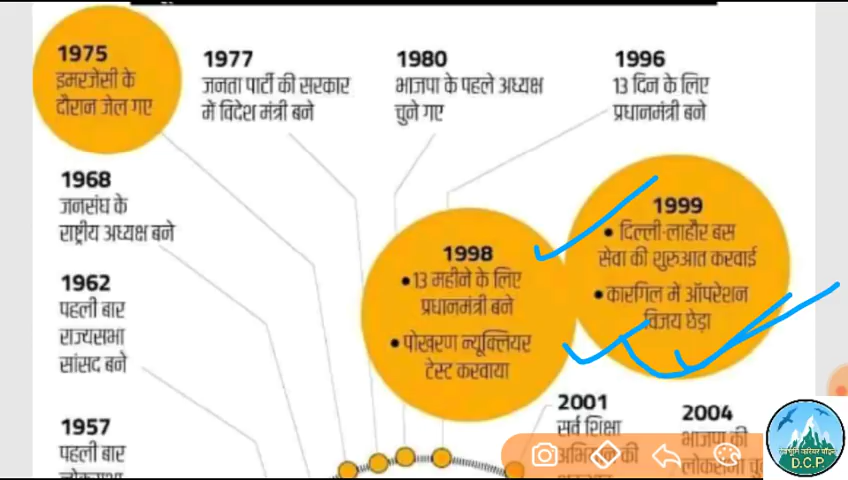 1975
इमरजेंसी के
दौरान जेल गए
1977
जनता पार्टी की सरकार
में विदेश मंत्री बने
1980
भाजपा के पहले अध्यक्ष
चुने गए
1996
13 दिन के लिए
प्रधानमंत्री बने
1968
जनसंघ के
राष्ट्रीय अध्यक्ष बने
1998
• 13 महीने के लिए
प्रधानमंत्री बने
• पोखरण न्यूक्लियर
टेस्ट करवाया
1999
• दिल्ली-लाहौर बस
सेवा की शुरुआत करवाई
• कारगिल में ऑपरेशन
विजय छेड़ा
1962
पहली बार
राज्यसभा
सांसद बने
1957
पहली बार
2001
सर्व शिक्षा
की
2004
भाजपा की
D.C.P.